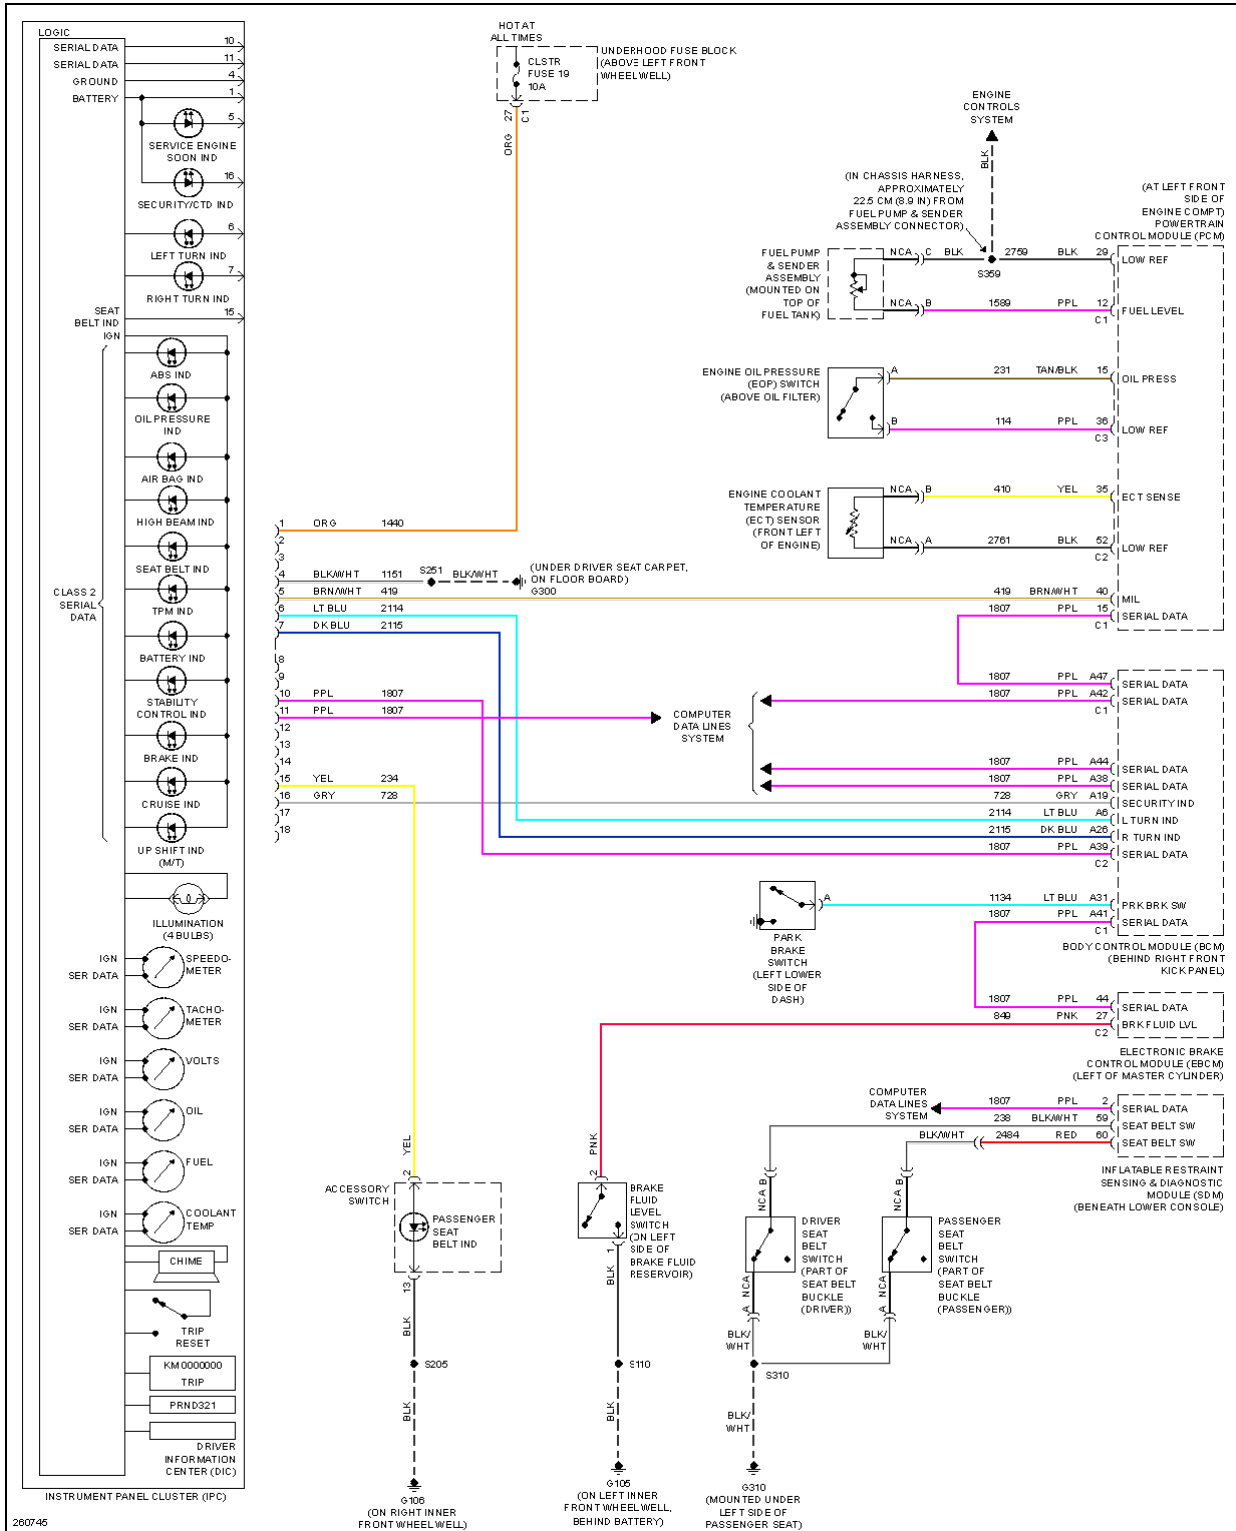 LOGIC
SERIAL DATA 10
SERIAL DATA 11
GROUND 4
BATTERY 1
5
SERVICE ENGINE
SOON IND
16
SECURITY/CTD IND
6
LEFT TURN IND
7
RIGHT TURN IND
SEAT
BELT IND 15
IGN
ABS IND
OIL PRESSURE
IND
AIR BAG IND
HIGH BEAM IND
SEAT BELT IND
CLASS 2
SERIAL
DATA
TPM IND
BATTERY IND
STABILITY
CONTROL IND
BRAKE IND
CRUISE IND
UP SHIFT IND
(M/T)
ILLUMINATION
(4 BULBS)
IGN
SER DATA
SPEEDO-
METER
IGN
SER DATA
TACHO-
METER
IGN
SER DATA
VOLTS
IGN
SER DATA
OIL
IGN
SER DATA
FUEL
IGN
SER DATA
COOLANT
TEMP
CHIME
TRIP
RESET
KM0000000
TRIP
PRND321
DRIVER
INFORMATION
CENTER (DIC)
INSTRUMENT PANEL CLUSTER (IPC)
260745
HOT AT
ALL TIMES
CLSTR
FUSE 19
10A
UNDERHOOD FUSE BLOCK
(ABOVE LEFT FRONT
WHEELWELL)
27
C1
ORG
1 ORG 1440
2
3
4 BLK/WHT 1151 S251 BLK/WHT
(UNDER DRIVER SEAT CARPET,
ON FLOOR BOARD)
G300
5 BRN/WHT 419
6 LT BLU 2114
7 DK BLU 2115
8
9
10 PPL 1807
11 PPL 1807
12
13
14
15 YEL 234
16 GRY 728
17
18
COMPUTER
DATA LINES
SYSTEM
ENGINE
CONTROLS
SYSTEM
BLK
(IN CHASSIS HARNESS,
APPROXIMATELY
22.5 CM (8.9 IN) FROM
FUEL PUMP & SENDER
ASSEMBLY CONNECTOR)
(AT LEFT FRONT
SIDE OF
ENGINE COMPT)
POWERTRAIN
CONTROL MODULE (PCM)
FUEL PUMP
& SENDER
ASSEMBLY
(MOUNTED ON
TOP OF
FUEL TANK)
NCA C BLK S359 2759 BLK 29 LOW REF
NCA B 1589 PPL 12 FUEL LEVEL
C1
ENGINE OIL PRESSURE
(EOP) SWITCH
(ABOVE OIL FILTER)
A 231 TAN/BLK 15 OIL PRESS
B 114 PPL 36 LOW REF
C3
ENGINE COOLANT
TEMPERATURE
(ECT) SENSOR
(FRONT LEFT
OF ENGINE)
NCA B 410 YEL 35 ECT SENSE
NCA A 2761 BLK 52 LOW REF
C2
419 BRN/WHT 40 MIL
1807 PPL 15 SERIAL DATA
C1
1807 PPL A47 SERIAL DATA
1807 PPL A42 SERIAL DATA
C1
1807 PPL A44 SERIAL DATA
1807 PPL A38 SERIAL DATA
728 GRY A19 SECURITY IND
2114 LT BLU A6 L TURN IND
2115 DK BLU A26 R TURN IND
1807 PPL A39 SERIAL DATA
C2
A 1134 LT BLU A31 PRK BRK SW
1807 PPL A41 SERIAL DATA
C1
PARK
BRAKE
SWITCH
(LEFT LOWER
SIDE OF
DASH)
BODY CONTROL MODULE (BCM)
(BEHIND RIGHT FRONT
KICK PANEL)
1807 PPL 44 SERIAL DATA
849 PNK 27 BRK FLUID LVL
C2
ELECTRONIC BRAKE
CONTROL MODULE (EBCM)
(LEFT OF MASTER CYLINDER)
COMPUTER
DATA LINES
SYSTEM
1807 PPL 2 SERIAL DATA
238 BLK/WHT 59 SEAT BELT SW
BLK/WHT 2484 RED 60 SEAT BELT SW
INFLATABLE RESTRAINT
SENSING & DIAGNOSTIC
MODULE (SDM)
(BENEATH LOWER CONSOLE)
YEL
2
ACCESSORY
SWITCH
PASSENGER
SEAT
BELT IND
13
BLK
S205
BLK
G106
(ON RIGHT INNER
FRONT WHEELWELL)
PNK
2
BRAKE
FLUID
LEVEL
SWITCH
(ON LEFT
SIDE OF
BRAKE FLUID
RESERVOIR)
1
BLK
S110
BLK
G105
(ON LEFT INNER
FRONT WHEELWELL,
BEHIND BATTERY)
NCA B
DRIVER
SEAT
BELT
SWITCH
(PART OF
SEAT BELT
BUCKLE
(DRIVER))
A NCA
BLK/
WHT
NCA B
PASSENGER
SEAT
BELT
SWITCH
(PART OF
SEAT BELT
BUCKLE
(PASSENGER))
A NCA
BLK/
WHT
S310
BLK/
WHT
G310
(MOUNTED UNDER
LEFT SIDE OF
PASSENGER SEAT)